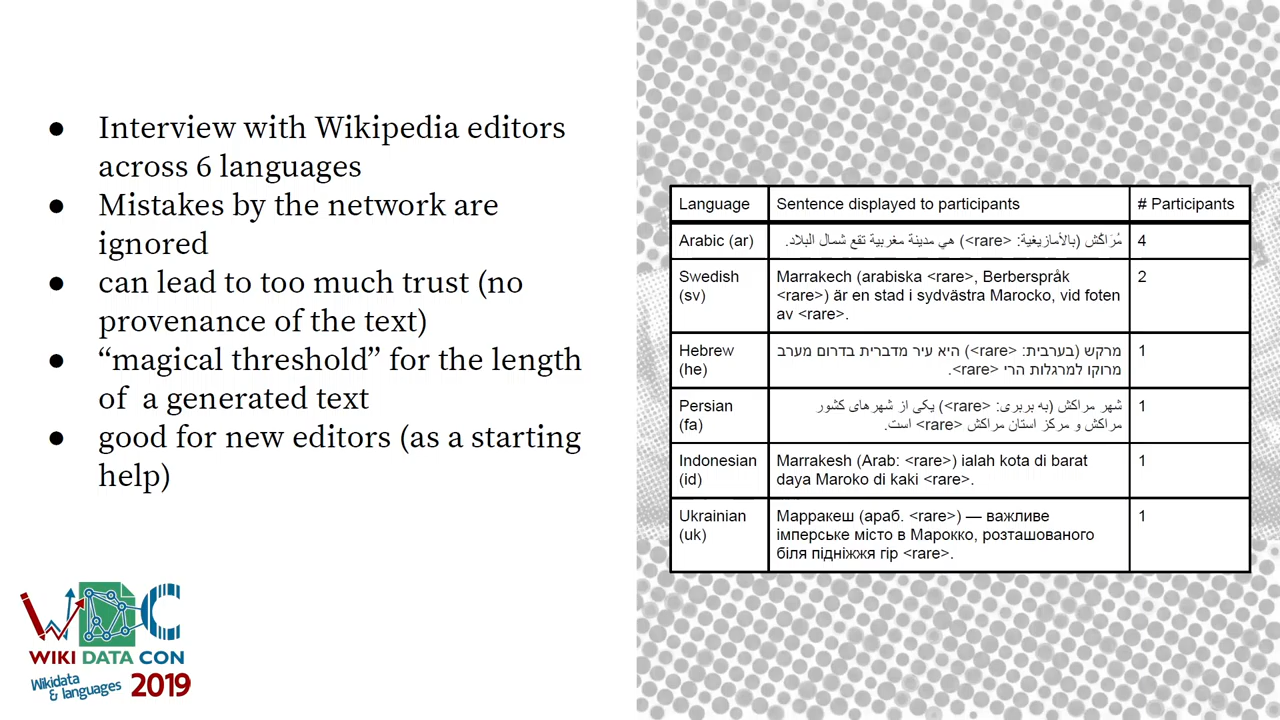 ● Interview with Wikipedia editors
across 6 languages
● Mistakes by the network are
ignored
● can lead to too much trust (no
provenance of the text)
● “magical threshold” for the length
of a generated text
● good for new editors (as a starting
help)
WIKI DATA CON
Wikidata
& languages 2019
Language Sentence displayed to participants # Participants
Arabic (ar) مُرَاكُش (بالأمازيغية: <rare>) هي مدينة مغربية تقع شمال البلاد. 4
Swedish Marrakech (arabiska <rare>, Berberspråk 2
(sv) <rare>) är en stad i sydvästra Marocko, vid foten
av <rare>.
Hebrew מרקש (בערבית: <rare>) היא עיר מדברית בדרום מערב 1
(he) מרוקו למרגלות הרי <rare>.
Persian شهر مراکش (به بربری: <rare>) یکی از شهرهای کشور 1
(fa) مراکش و مرکز استان مراکش <rare> است.
Indonesian Marrakesh (Arab: <rare>) ialah kota di barat 1
(id) daya Maroko di kaki <rare>.
Ukrainian Марракеш (араб. <rare>) — важливе 1
(uk) імперське місто в Марокко, розташованого
біля підніжжя гір <rare>.